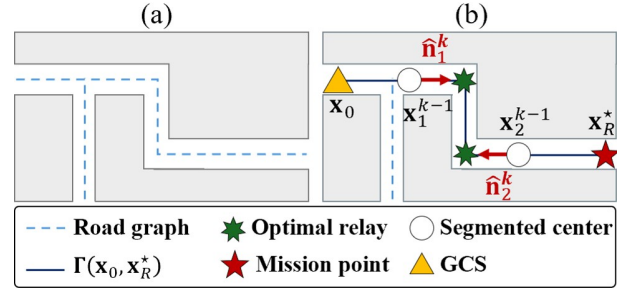 (a) (b)
n̂₁ᵏ
x₀ x₁ᵏ⁻¹ x₂ᵏ⁻¹ x_R⋆
n̂₂ᵏ
Road graph Optimal relay Segmented center
Γ(x₀, x_R⋆) Mission point GCS